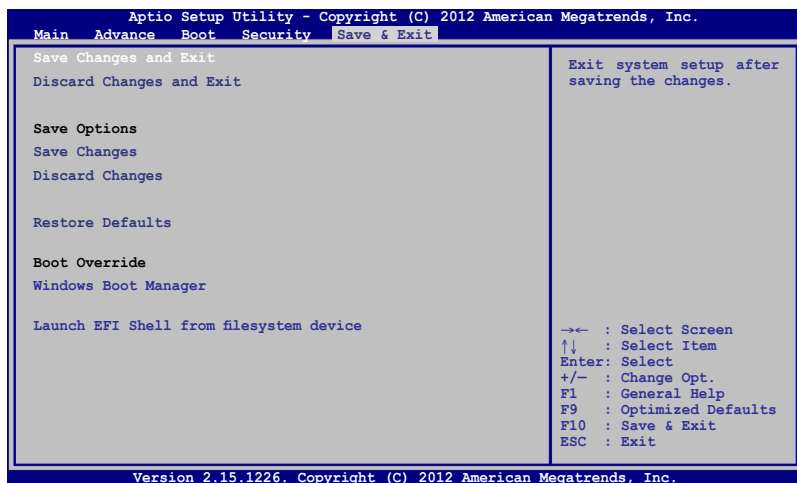 Aptio Setup Utility - Copyright (C) 2012 American Megatrends, Inc.
Main Advance Boot Security Save & Exit
Save Changes and Exit
Discard Changes and Exit
Save Options
Save Changes
Discard Changes
Restore Defaults
Boot Override
Windows Boot Manager
Launch EFI Shell from filesystem device
Exit system setup after
saving the changes.
→← : Select Screen
↑↓ : Select Item
Enter: Select
+/— : Change Opt.
F1 : General Help
F9 : Optimized Defaults
F10 : Save & Exit
ESC : Exit
Version 2.15.1226. Copyright (C) 2012 American Megatrends, Inc.